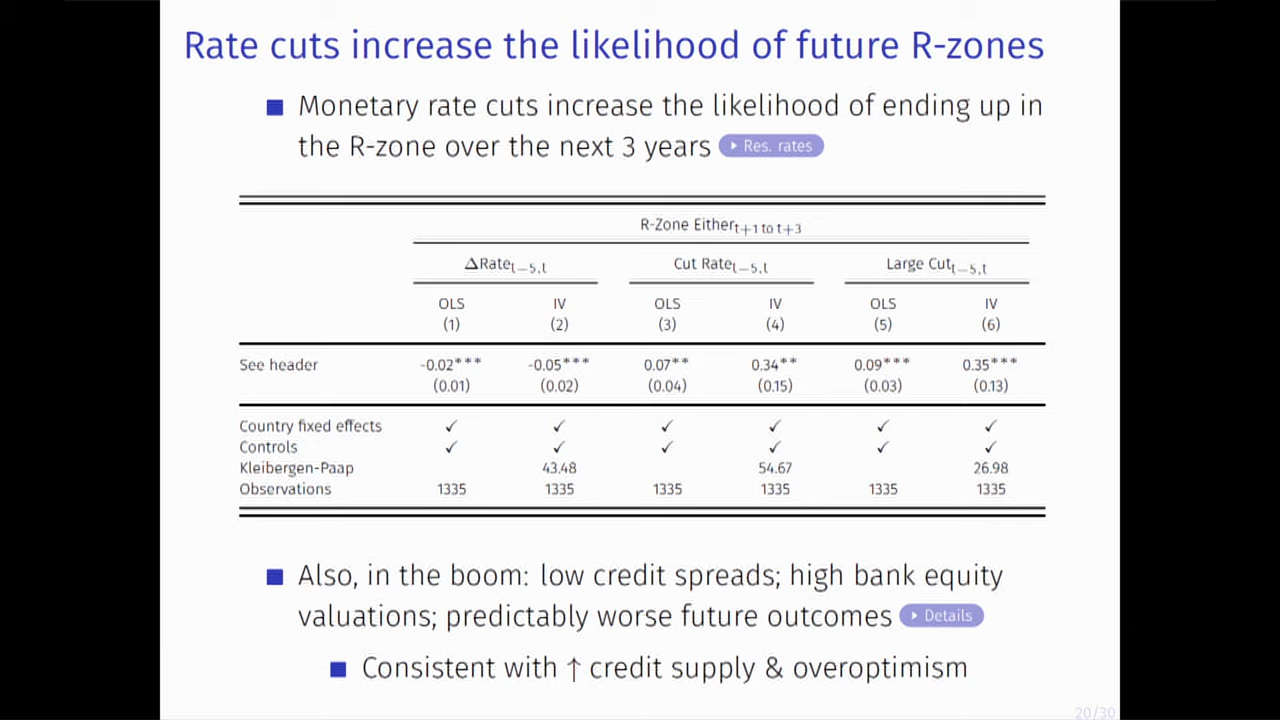 Rate cuts increase the likelihood of future R-zones
■ Monetary rate cuts increase the likelihood of ending up in
the R-zone over the next 3 years ▸ Res. rates
R-Zone Either t+1 to t+3
ΔRate t−5,t Cut Rate t−5,t Large Cut t−5,t
OLS IV OLS IV OLS IV
(1) (2) (3) (4) (5) (6)
See header -0.02*** -0.05*** 0.07** 0.34** 0.09*** 0.35***
(0.01) (0.02) (0.04) (0.15) (0.03) (0.13)
Country fixed effects ✓ ✓ ✓ ✓ ✓ ✓
Controls ✓ ✓ ✓ ✓ ✓ ✓
Kleibergen-Paap 43.48 54.67 26.98
Observations 1335 1335 1335 1335 1335 1335
■ Also, in the boom: low credit spreads; high bank equity
valuations; predictably worse future outcomes ▸ Details
■ Consistent with ↑ credit supply & overoptimism
20/30